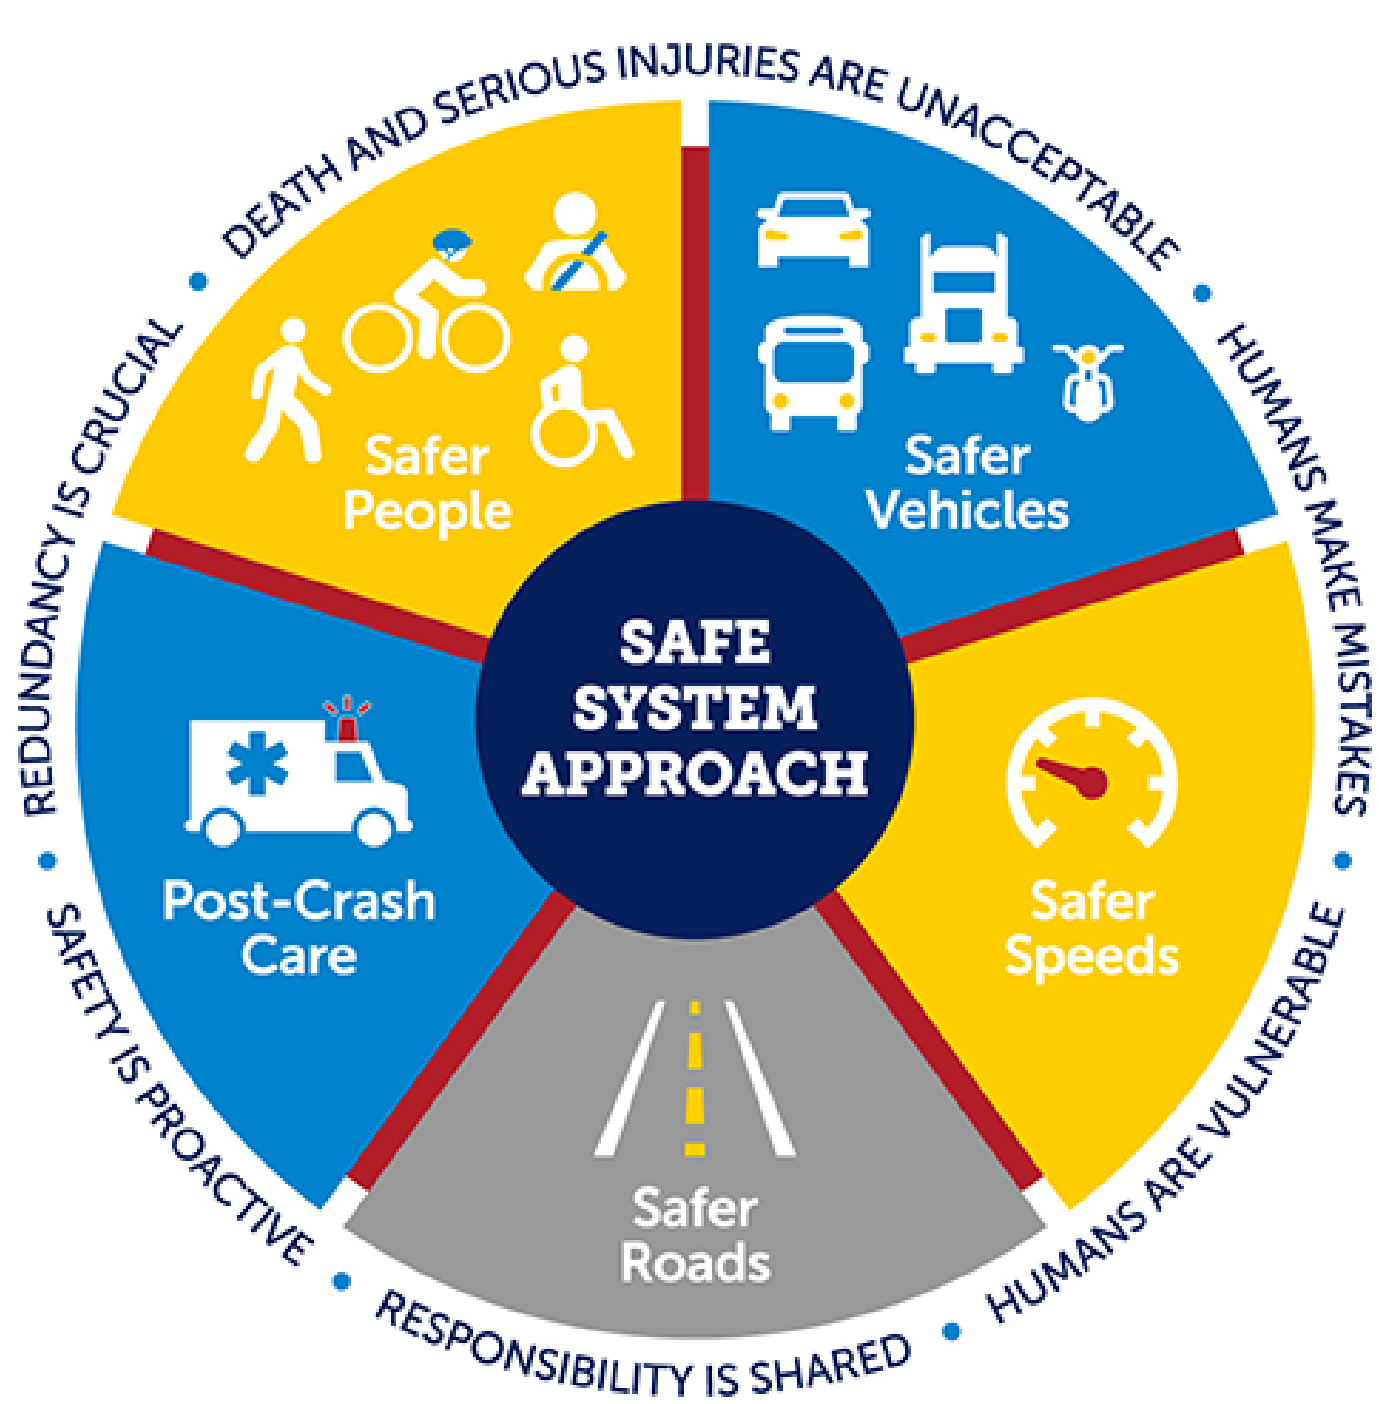 DEATH AND SERIOUS INJURIES ARE UNACCEPTABLE
HUMANS MAKE MISTAKES
HUMANS ARE VULNERABLE
RESPONSIBILITY IS SHARED
SAFETY IS PROACTIVE
REDUNDANCY IS CRUCIAL
Safer
People
Safer
Vehicles
SAFE
SYSTEM
APPROACH
Post-Crash
Care
Safer
Speeds
Safer
Roads